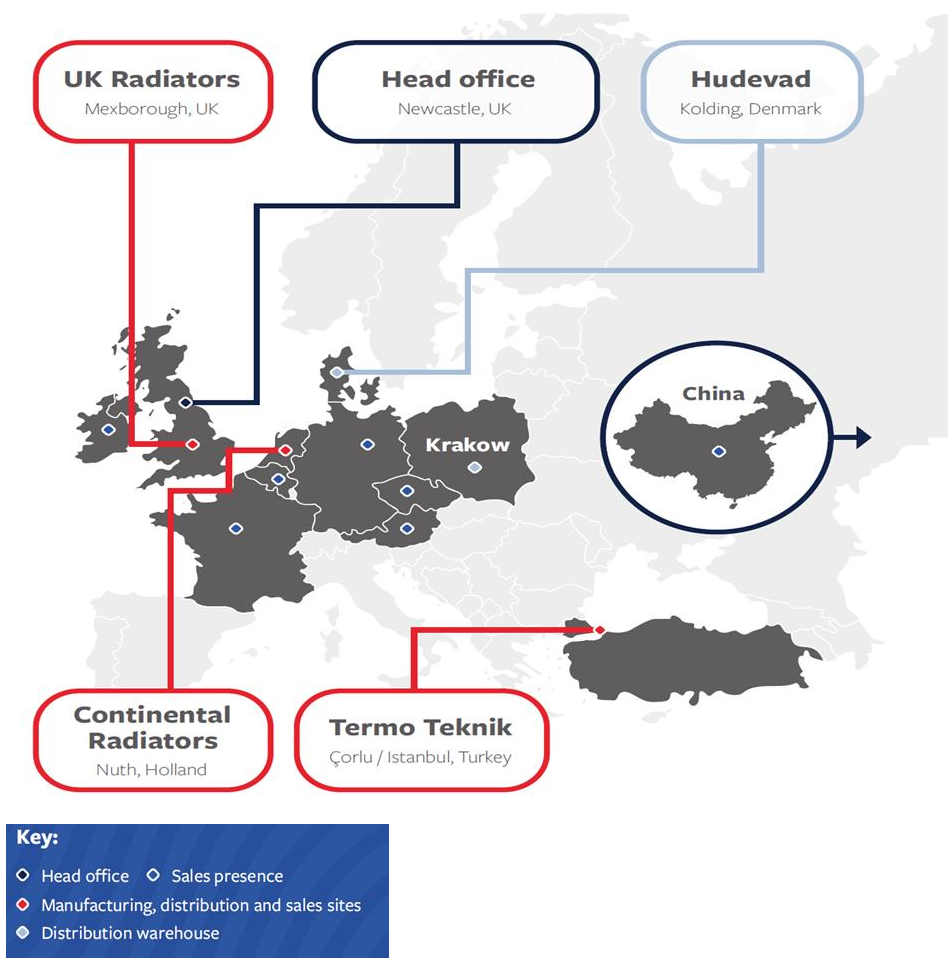 UK Radiators
Mexborough, UK
Head office
Newcastle, UK
Hudevad
Kolding, Denmark
China
Krakow
Continental
Radiators
Nuth, Holland
Termo Teknik
Çorlu / Istanbul, Turkey
Key:
Head office
Sales presence
Manufacturing, distribution and sales sites
Distribution warehouse